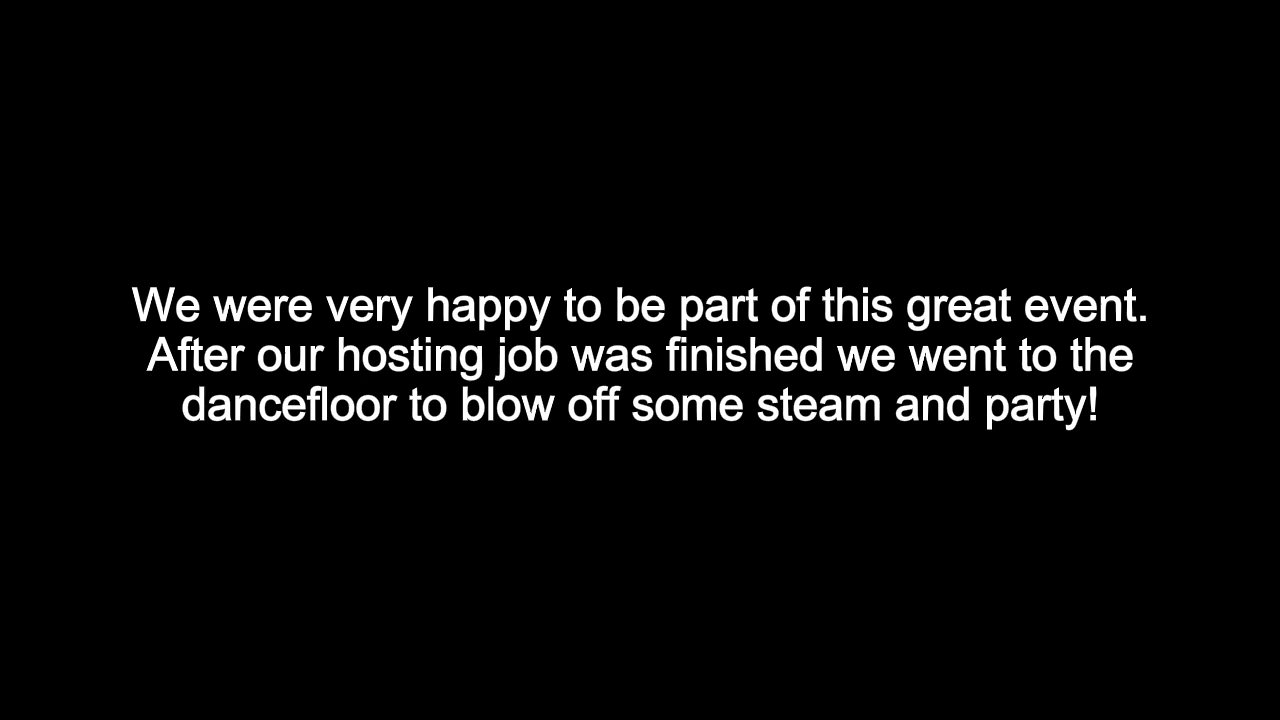 We were very happy to be part of this great event.
After our hosting job was finished we went to the
dancefloor to blow off some steam and party!